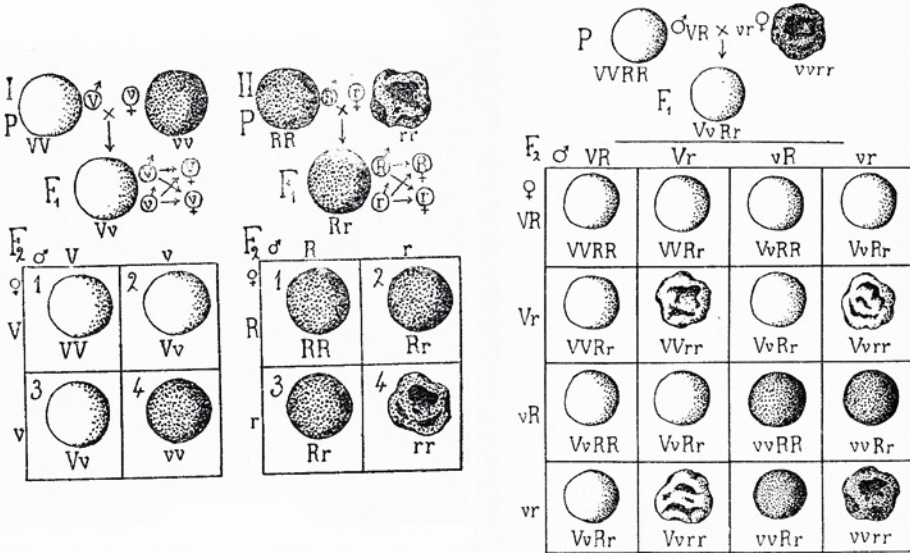 I
♂ V
♀ v
P
×
VV
vv
F₁
♂ v
♀ v
♂ v
♀ v
Vv
F₂ ♂
V v
♀
V
1 2
VV Vv
v
3 4
Vv vv
II
♀ r
P
×
RR
rr
F₁
♂ R
R ♀
♂ r
r ♀
Rr
F₂ ♂
R r
♀
R
1 2
RR Rr
r
3 4
Rr rr
P
♂ VR × vr ♀
VVRR
vvrr
F₁
VvRr
F₂ ♂ VR Vr vR vr
♀
VR
VVRR VVRr VvRR VvRr
Vr
VVRr VVrr VvRr Vvrr
vR
VvRR VvRr vvRR vvRr
vr
VvRr Vvrr vvRr vvrr